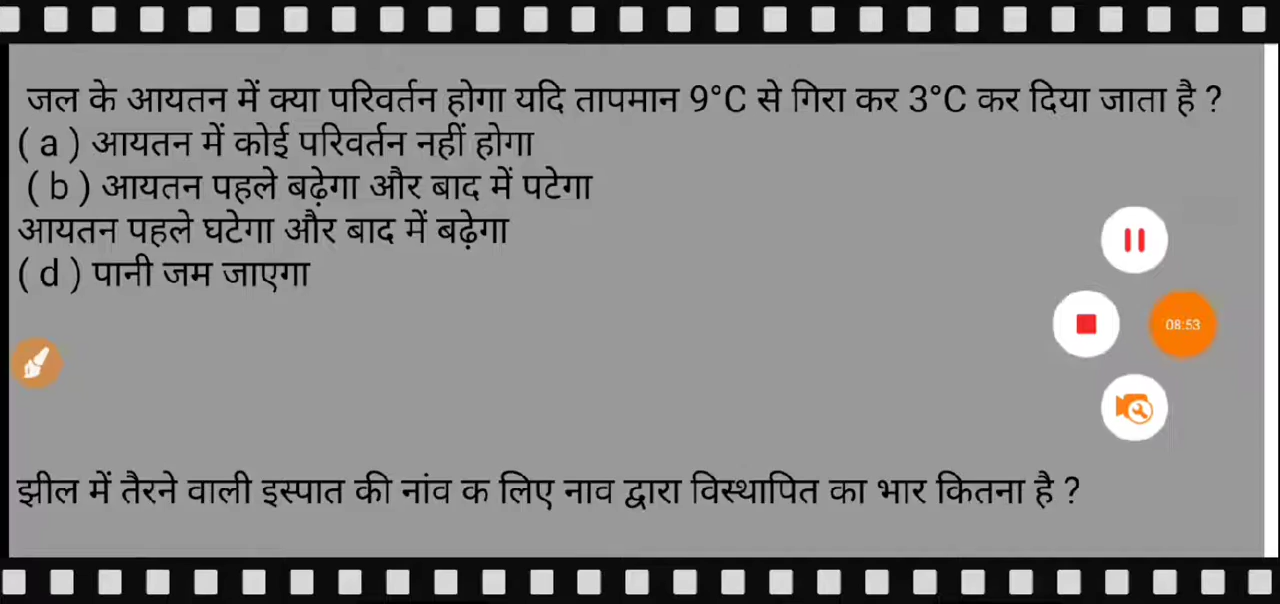 जल के आयतन में क्या परिवर्तन होगा यदि तापमान 9°C से गिरा कर 3°C कर दिया जाता है ?
( a ) आयतन में कोई परिवर्तन नहीं होगा
( b ) आयतन पहले बढ़ेगा और बाद में पटेगा
आयतन पहले घटेगा और बाद में बढ़ेगा
( d ) पानी जम जाएगा
08:53
झील में तैरने वाली इस्पात की नांव क लिए नाव द्वारा विस्थापित का भार कितना है ?